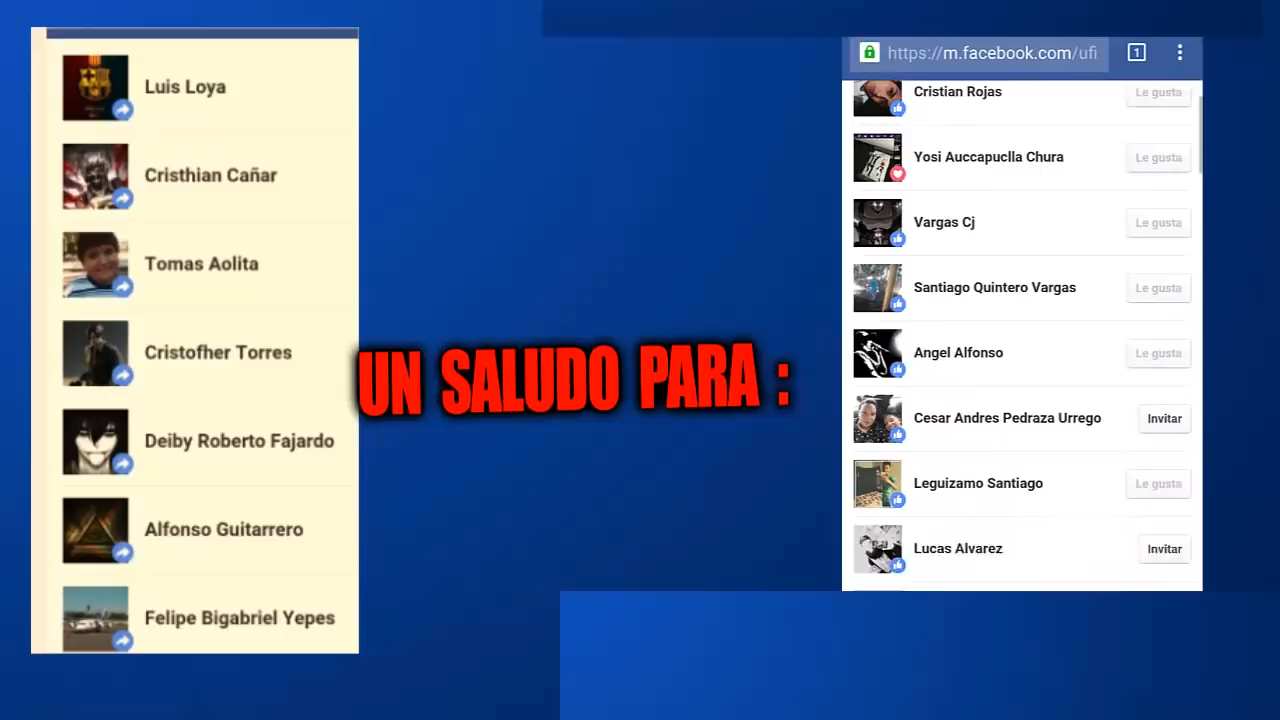 Luis Loya
Cristhian Cañar
Tomas Aolita
Cristofher Torres
Deiby Roberto Fajardo
Alfonso Guitarrero
Felipe Bigabriel Yepes
UN SALUDO PARA :
https://m.facebook.com/ufi
1
Cristian Rojas Le gusta
Yosi Auccapuclla Chura Le gusta
Vargas Cj Le gusta
Santiago Quintero Vargas Le gusta
Angel Alfonso Le gusta
Cesar Andres Pedraza Urrego Invitar
Leguizamo Santiago Le gusta
Lucas Alvarez Invitar